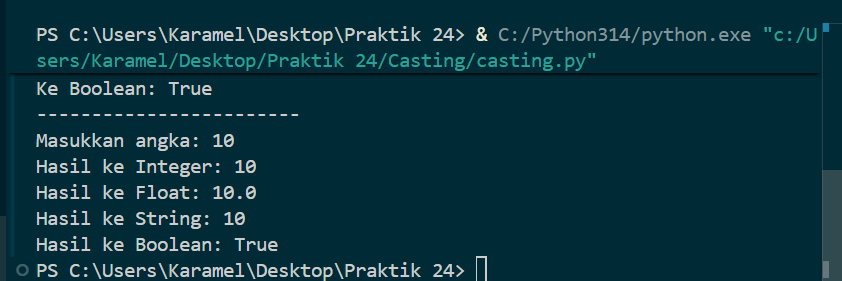 PS C:\Users\Karamel\Desktop\Praktik 24> & C:/Python314/python.exe "c:/U
sers/Karamel/Desktop/Praktik 24/Casting/casting.py"
Ke Boolean: True
------------------------
Masukkan angka: 10
Hasil ke Integer: 10
Hasil ke Float: 10.0
Hasil ke String: 10
Hasil ke Boolean: True
PS C:\Users\Karamel\Desktop\Praktik 24>